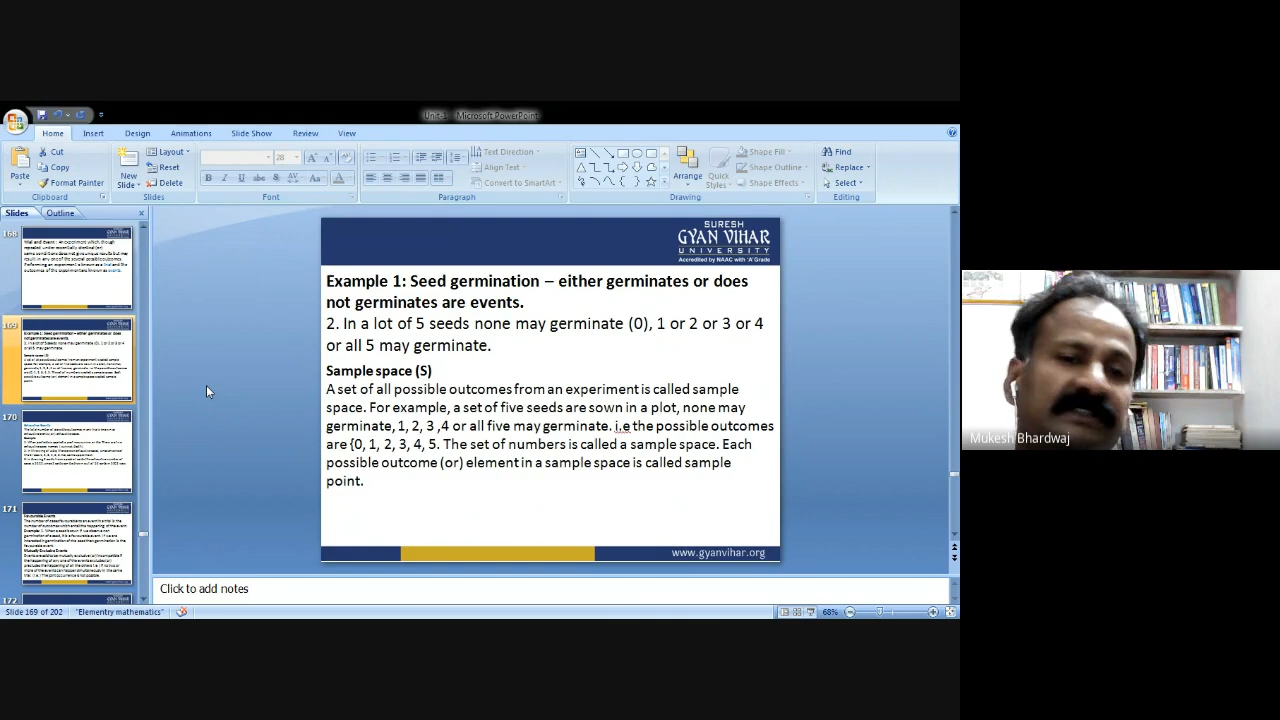 Unit-1 Microsoft PowerPoint
Home Insert Design Animations Slide Show Review View
Cut
Copy
Format Painter
Paste
Clipboard
New
Slide
Layout
Reset
Delete
Slides
28
Font
Paragraph
Text Direction
Align Text
Convert to SmartArt
Drawing
Arrange
Quick
Styles
Shape Fill
Shape Outline
Shape Effects
Find
Replace
Select
Editing
Slides Outline
168
169
170
171
172
SURESH
GYAN VIHAR
UNIVERSITY
Accredited by NAAC with 'A' Grade
Example 1: Seed germination – either germinates or does
not germinates are events.
2. In a lot of 5 seeds none may germinate (0), 1 or 2 or 3 or 4
or all 5 may germinate.
Sample space (S)
A set of all possible outcomes from an experiment is called sample
space. For example, a set of five seeds are sown in a plot, none may
germinate, 1, 2, 3 ,4 or all five may germinate. i.e the possible outcomes
are {0, 1, 2, 3, 4, 5. The set of numbers is called a sample space. Each
possible outcome (or) element in a sample space is called sample
point.
www.gyanvihar.org
Click to add notes
Slide 169 of 202 "Elementry mathematics" 68%
Mukesh Bhardwaj